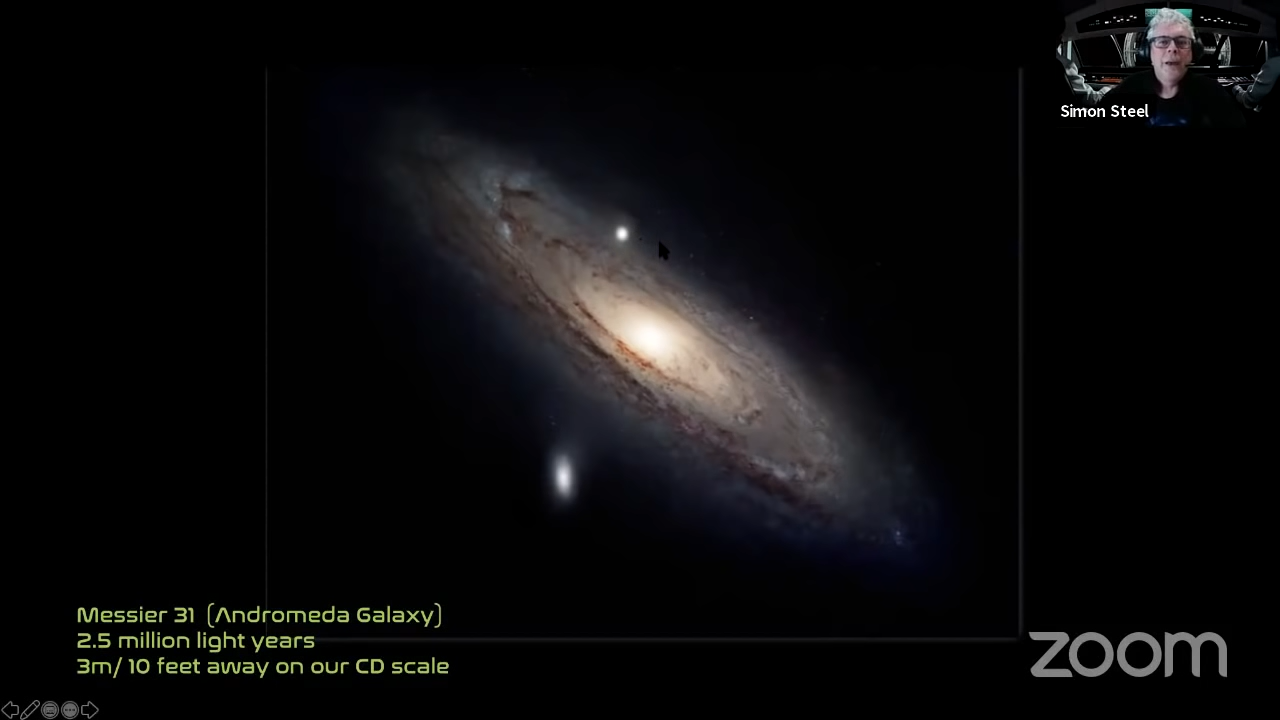 Simon Steel
Messier 31 (Andromeda Galaxy)
2.5 million light years
3m/ 10 feet away on our CD scale
zoom